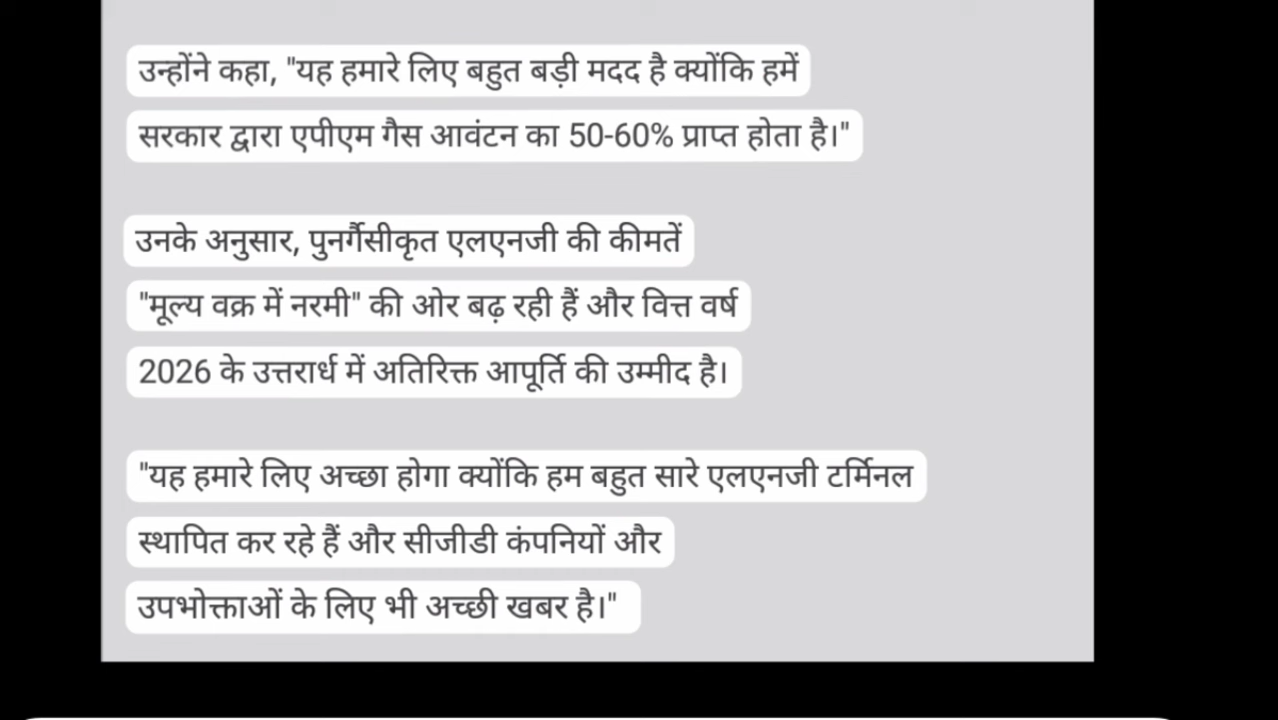 उन्होंने कहा, "यह हमारे लिए बहुत बड़ी मदद है क्योंकि हमें
सरकार द्वारा एपीएम गैस आवंटन का 50-60% प्राप्त होता है।"
उनके अनुसार, पुनर्गैसीकृत एलएनजी की कीमतें
"मूल्य वक्र में नरमी" की ओर बढ़ रही हैं और वित्त वर्ष
2026 के उत्तरार्ध में अतिरिक्त आपूर्ति की उम्मीद है।
"यह हमारे लिए अच्छा होगा क्योंकि हम बहुत सारे एलएनजी टर्मिनल
स्थापित कर रहे हैं और सीजीडी कंपनियों और
उपभोक्ताओं के लिए भी अच्छी खबर है।"